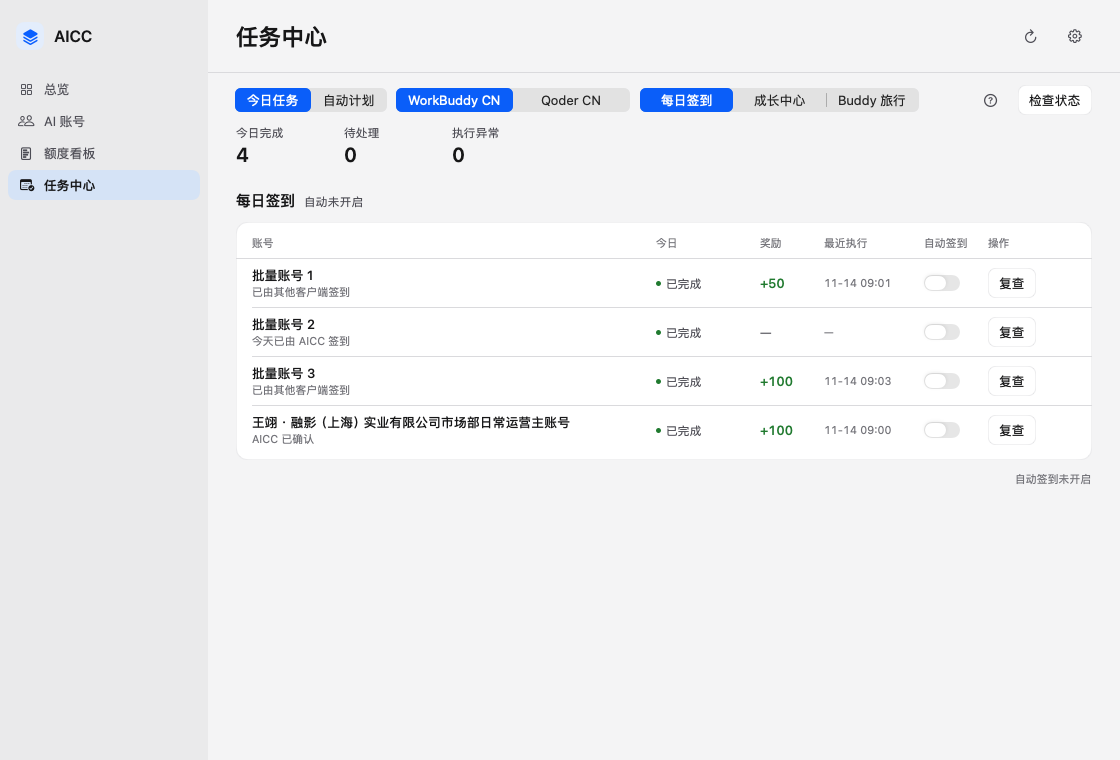 AICC
总览
AI 账号
额度看板
任务中心
任务中心
今日任务 自动计划 WorkBuddy CN Qoder CN 每日签到 成长中心 Buddy 旅行 检查状态
今日完成 待处理 执行异常
4 0 0
每日签到 自动未开启
账号 今日 奖励 最近执行 自动签到 操作
批量账号 1
已由其他客户端签到
已完成 +50 11-14 09:01 复查
批量账号 2
今天已由 AICC 签到
已完成 — — 复查
批量账号 3
已由其他客户端签到
已完成 +100 11-14 09:03 复查
王翊 · 融影（上海）实业有限公司市场部日常运营主账号
AICC 已确认
已完成 +100 11-14 09:00 复查
自动签到未开启